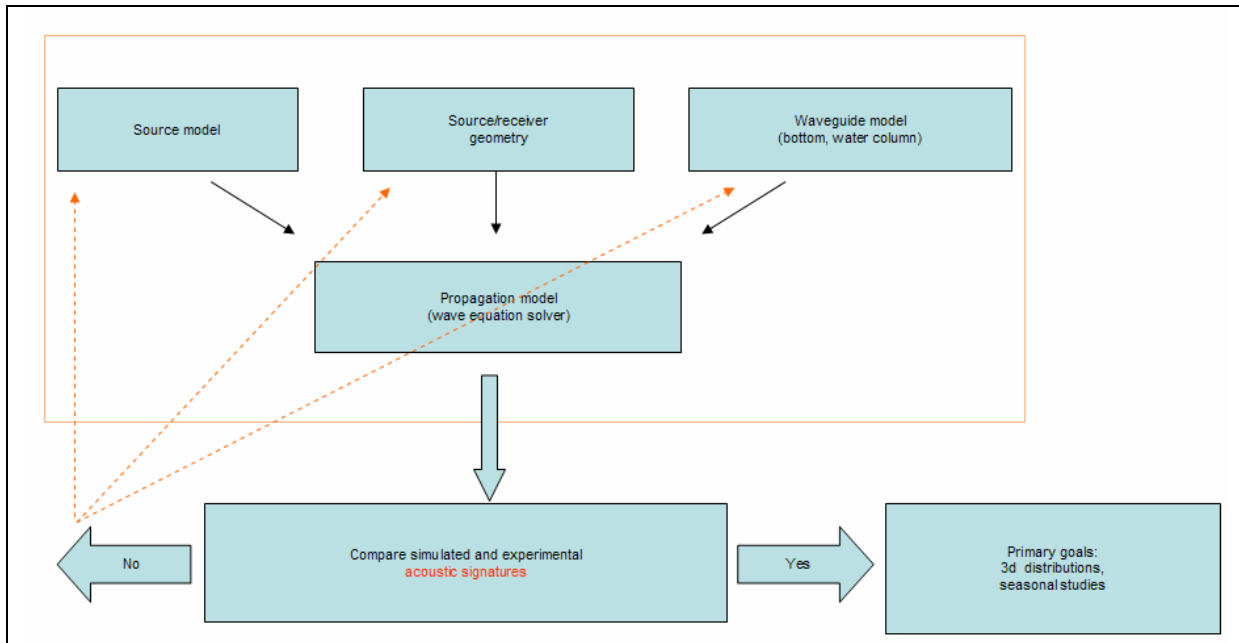 Source model
Source/receiver
geometry
Waveguide model
(bottom, water column)
Propagation model
(wave equation solver)
No
Compare simulated and experimental
acoustic signatures
Yes
Primary goals:
3d distributions,
seasonal studies